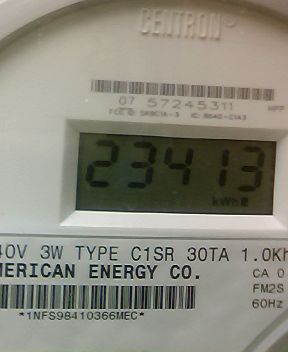 CENTRON
07 57245311
23413
kWh
40V 3W TYPE C1SR 30TA 1.0Kh
MERICAN ENERGY CO.
CA 0
FM2S
60Hz
*1NFS98410366MEC*